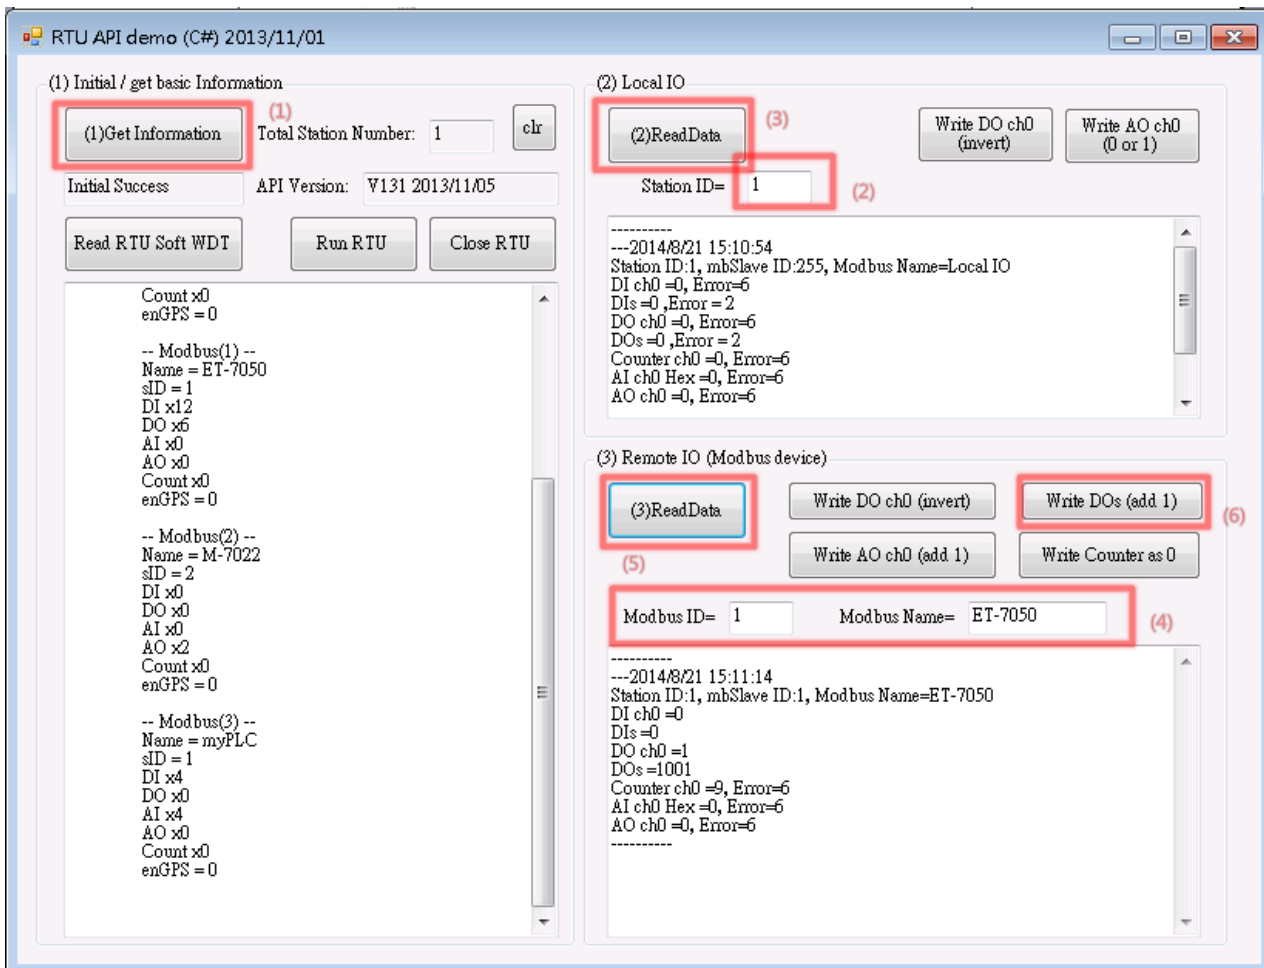 RTU API demo (C#) 2013/11/01
(1) Initial / get basic Information
(1)Get Information
(1)
Total Station Number: 1
clr
Initial Success
API Version: V131 2013/11/05
Read RTU Soft WDT
Run RTU
Close RTU
Count x0
enGPS = 0
-- Modbus(1) --
Name = ET-7050
sID = 1
DI x12
DO x6
AI x0
AO x0
Count x0
enGPS = 0
-- Modbus(2) --
Name = M-7022
sID = 2
DI x0
DO x0
AI x0
AO x2
Count x0
enGPS = 0
-- Modbus(3) --
Name = myPLC
sID = 1
DI x4
DO x0
AI x4
AO x0
Count x0
enGPS = 0
(2) Local IO
(2)ReadData
(3)
Write DO ch0
(invert)
Write AO ch0
(0 or 1)
Station ID= 1
(2)
----------
---2014/8/21 15:10:54
Station ID:1, mbSlave ID:255, Modbus Name=Local IO
DI ch0 =0, Error=6
DIs =0 ,Error = 2
DO ch0 =0, Error=6
DOs =0 ,Error = 2
Counter ch0 =0, Error=6
AI ch0 Hex =0, Error=6
AO ch0 =0, Error=6
(3) Remote IO (Modbus device)
(3)ReadData
Write DO ch0 (invert)
Write DOs (add 1)
(6)
(5)
Write AO ch0 (add 1)
Write Counter as 0
Modbus ID= 1
Modbus Name= ET-7050
(4)
----------
---2014/8/21 15:11:14
Station ID:1, mbSlave ID:1, Modbus Name=ET-7050
DI ch0 =0
DIs =0
DO ch0 =1
DOs =1001
Counter ch0 =9, Error=6
AI ch0 Hex =0, Error=6
AO ch0 =0, Error=6
----------